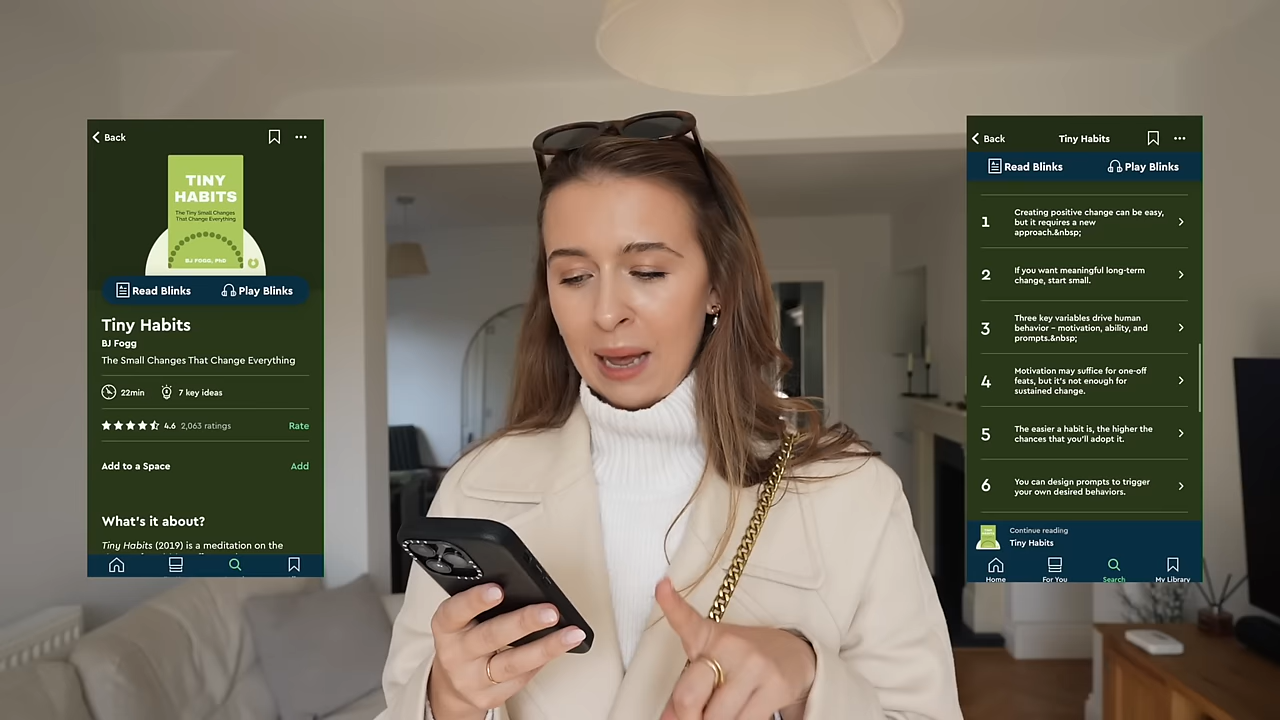 Back
TINY
HABITS
The Tiny Small Changes
That Change Everything
BJ FOGG, PhD
Read Blinks
Play Blinks
Tiny Habits
BJ Fogg
The Small Changes That Change Everything
22min
7 key ideas
4.6
2,063 ratings
Rate
Add to a Space
Add
What's it about?
Tiny Habits (2019) is a meditation on the
Back
Tiny Habits
Read Blinks
Play Blinks
1
Creating positive change can be easy,
but it requires a new
approach.&nbsp;
2
If you want meaningful long-term
change, start small.
3
Three key variables drive human
behavior – motivation, ability, and
prompts.&nbsp;
4
Motivation may suffice for one-off
feats, but it's not enough for
sustained change.
5
The easier a habit is, the higher the
chances that you'll adopt it.
6
You can design prompts to trigger
your own desired behaviors.
Continue reading
Tiny Habits
Home
For You
Search
My Library